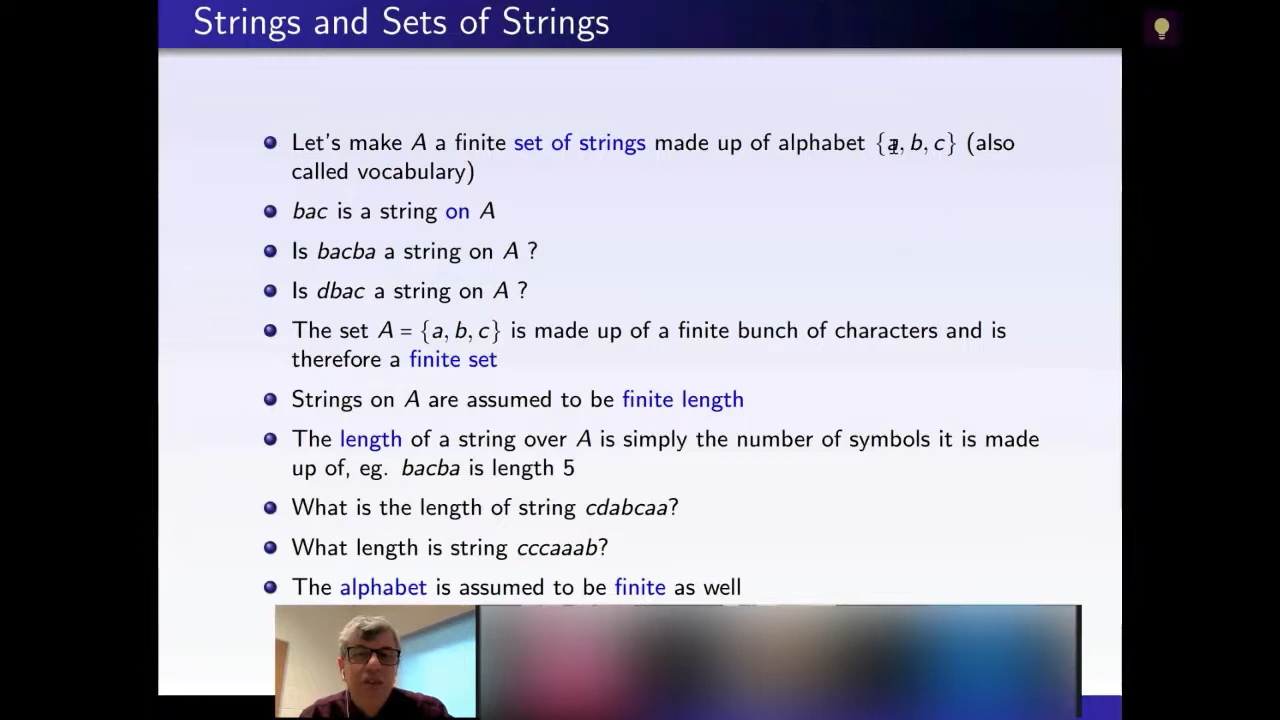 Strings and Sets of Strings
Let's make A a finite set of strings made up of alphabet {a, b, c} (also
called vocabulary)
bac is a string on A
Is bacba a string on A ?
Is dbac a string on A ?
The set A = {a, b, c} is made up of a finite bunch of characters and is
therefore a finite set
Strings on A are assumed to be finite length
The length of a string over A is simply the number of symbols it is made
up of, eg. bacba is length 5
What is the length of string cdabcaa?
What length is string cccaaab?
The alphabet is assumed to be finite as well